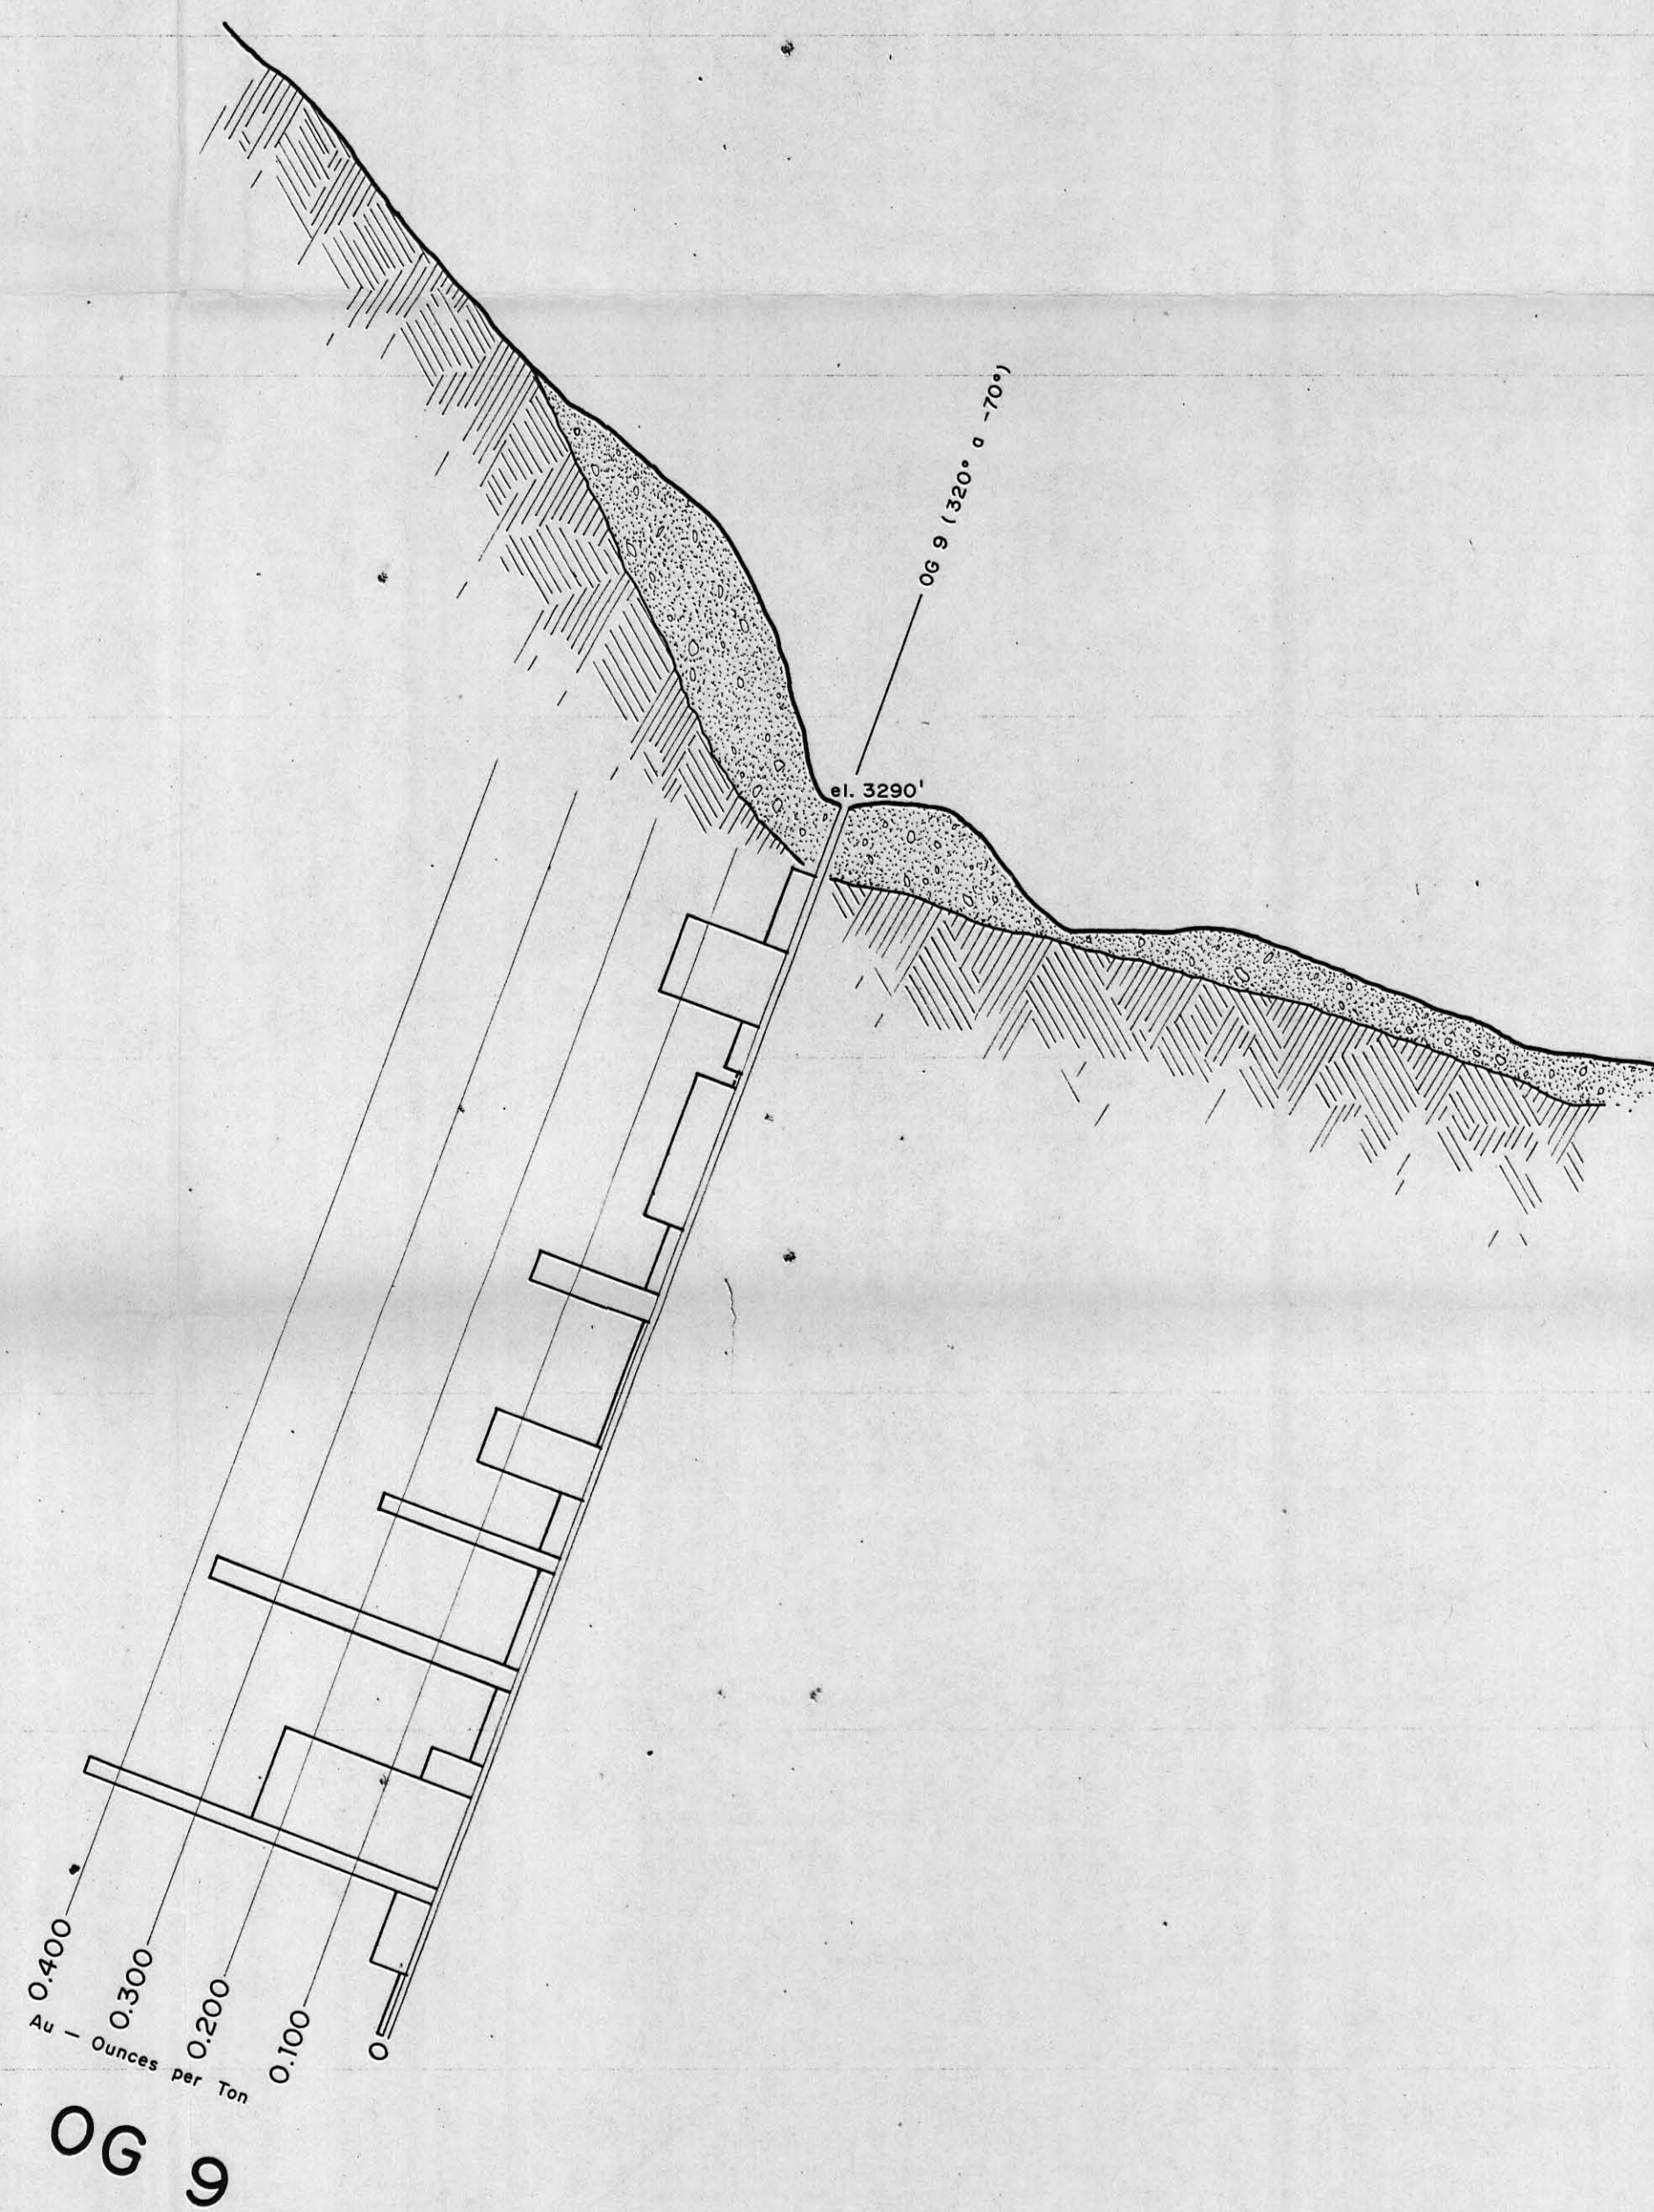 OG 9 (320° a -70°)
el. 3290'
0.400
0.300
0.200
0.100
0
Au - Ounces per Ton
OG 9